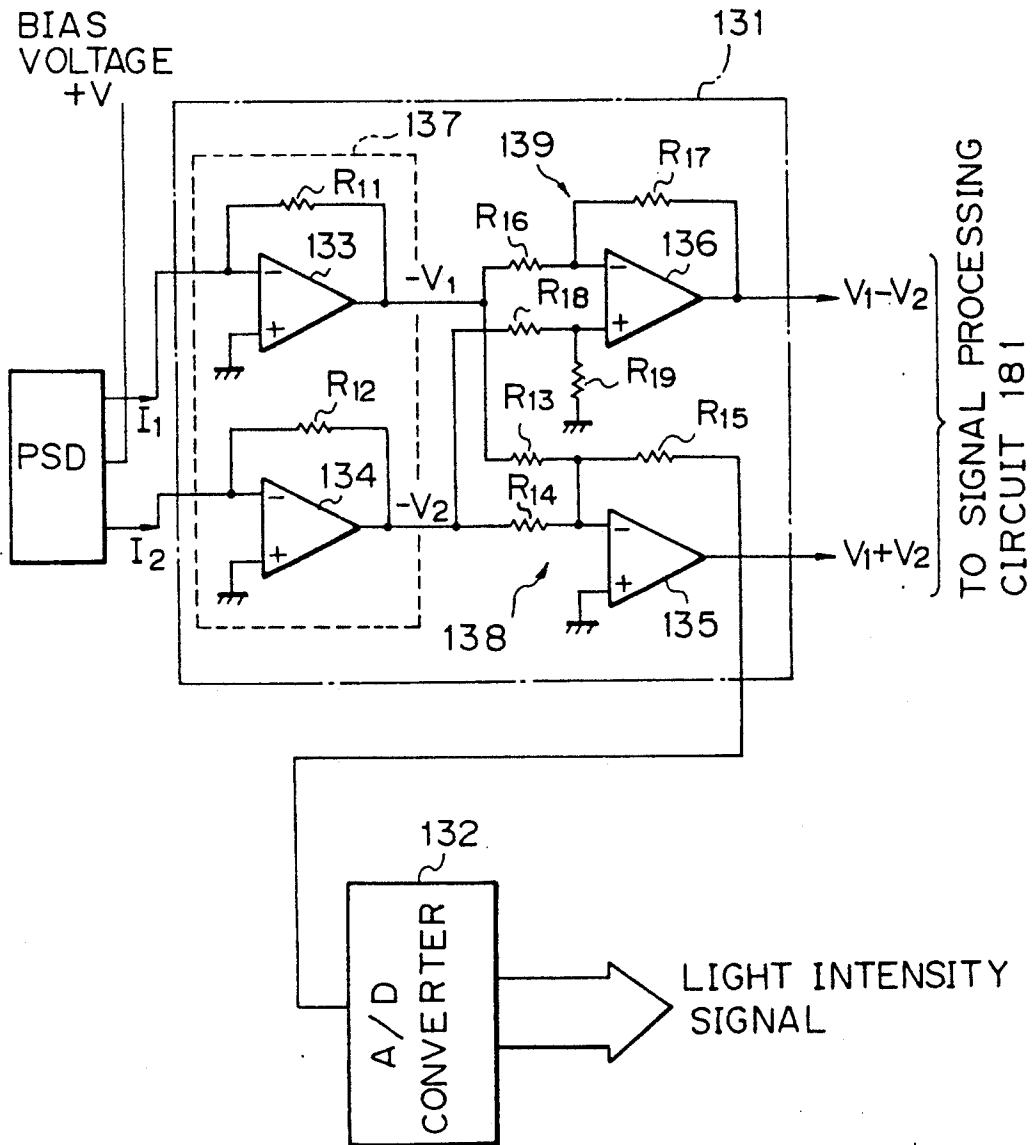 BIAS
VOLTAGE
+V
131
137
139
R11
R17
R16
133
136
−
+
-V1
R18
−
+
V1-V2
R19
R12
R13
R15
PSD
I1
134
−
+
-V2
R14
−
+
I2
V1+V2
138
135
TO SIGNAL PROCESSING
CIRCUIT 181
132
A/D
CONVERTER
LIGHT INTENSITY
SIGNAL